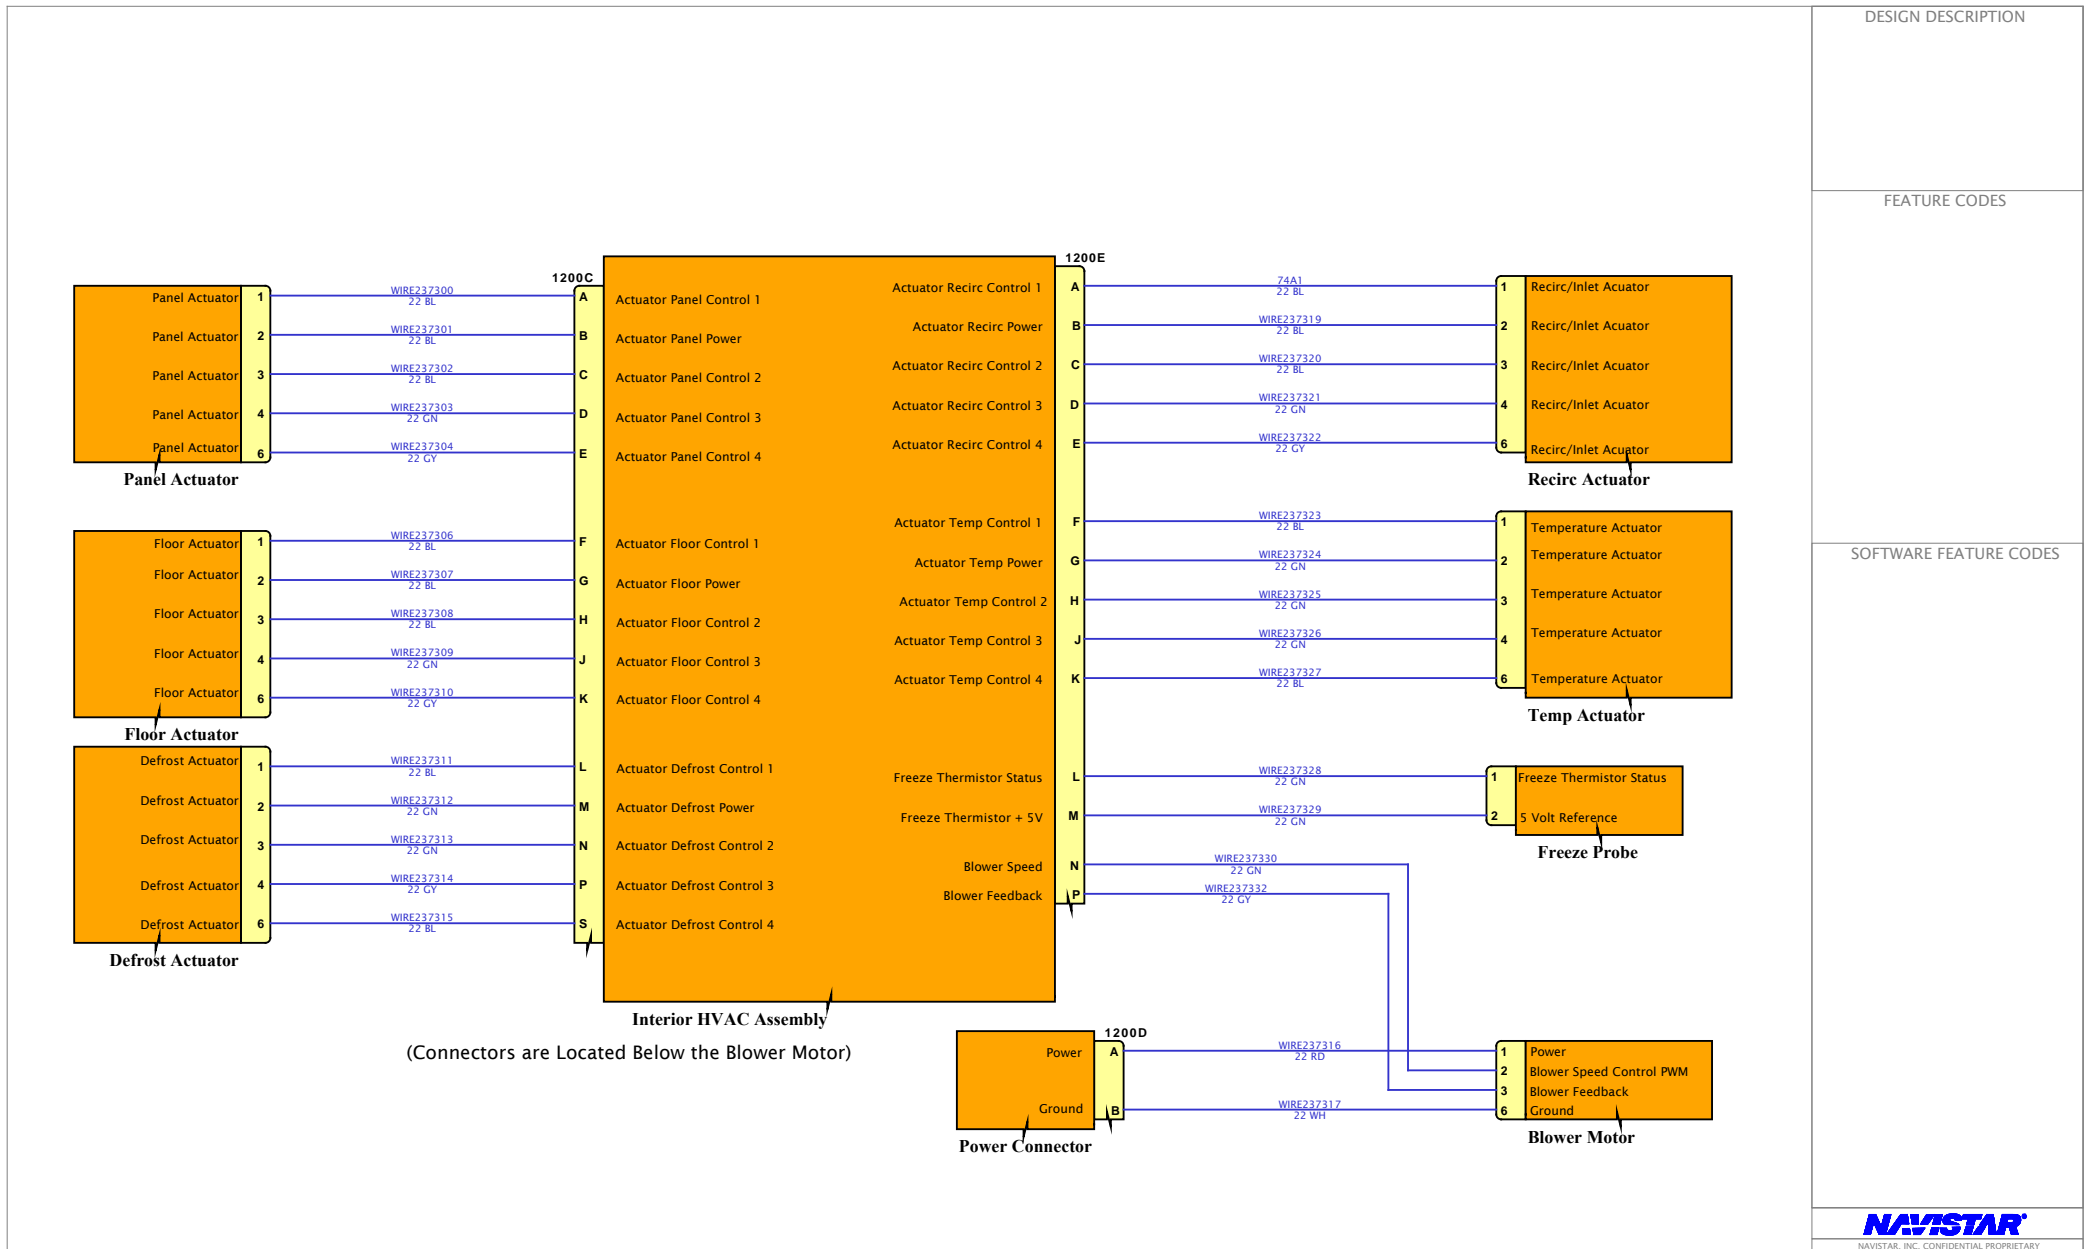 DESIGN DESCRIPTION
FEATURE CODES
SOFTWARE FEATURE CODES
1200C
1200E
Panel Actuator 1 WIRE237300 22 BL A Actuator Panel Control 1
Panel Actuator 2 WIRE237301 22 BL B Actuator Panel Power
Panel Actuator 3 WIRE237302 22 BL C Actuator Panel Control 2
Panel Actuator 4 WIRE237303 22 GN D Actuator Panel Control 3
Panel Actuator 6 WIRE237304 22 GY E Actuator Panel Control 4
Panel Actuator
Floor Actuator 1 WIRE237306 22 BL F Actuator Floor Control 1
Floor Actuator 2 WIRE237307 22 BL G Actuator Floor Power
Floor Actuator 3 WIRE237308 22 BL H Actuator Floor Control 2
Floor Actuator 4 WIRE237309 22 GN J Actuator Floor Control 3
Floor Actuator 6 WIRE237310 22 GY K Actuator Floor Control 4
Floor Actuator
Defrost Actuator 1 WIRE237311 22 BL L Actuator Defrost Control 1
Defrost Actuator 2 WIRE237312 22 GN M Actuator Defrost Power
Defrost Actuator 3 WIRE237313 22 GN N Actuator Defrost Control 2
Defrost Actuator 4 WIRE237314 22 GY P Actuator Defrost Control 3
Defrost Actuator 6 WIRE237315 22 BL S Actuator Defrost Control 4
Defrost Actuator
Actuator Recirc Control 1 A 74A1 22 BL 1 Recirc/Inlet Acuator
Actuator Recirc Power B WIRE237319 22 BL 2 Recirc/Inlet Acuator
Actuator Recirc Control 2 C WIRE237320 22 BL 3 Recirc/Inlet Acuator
Actuator Recirc Control 3 D WIRE237321 22 GN 4 Recirc/Inlet Acuator
Actuator Recirc Control 4 E WIRE237322 22 GY 6 Recirc/Inlet Acuator
Recirc Actuator
Actuator Temp Control 1 F WIRE237323 22 BL 1 Temperature Actuator
Actuator Temp Power G WIRE237324 22 GN 2 Temperature Actuator
Actuator Temp Control 2 H WIRE237325 22 GN 3 Temperature Actuator
Actuator Temp Control 3 J WIRE237326 22 GN 4 Temperature Actuator
Actuator Temp Control 4 K WIRE237327 22 BL 6 Temperature Actuator
Temp Actuator
Freeze Thermistor Status L WIRE237328 22 GN 1 Freeze Thermistor Status
Freeze Thermistor + 5V M WIRE237329 22 GN 2 5 Volt Reference
Freeze Probe
Blower Speed N WIRE237330 22 GN
Blower Feedback P WIRE237332 22 GY
Interior HVAC Assembly
(Connectors are Located Below the Blower Motor)
1200D
Power A WIRE237316 22 RD 1 Power
2 Blower Speed Control PWM
3 Blower Feedback
Ground B WIRE237317 22 WH 6 Ground
Power Connector
Blower Motor
NAVISTAR
NAVISTAR, INC. CONFIDENTIAL PROPRIETARY